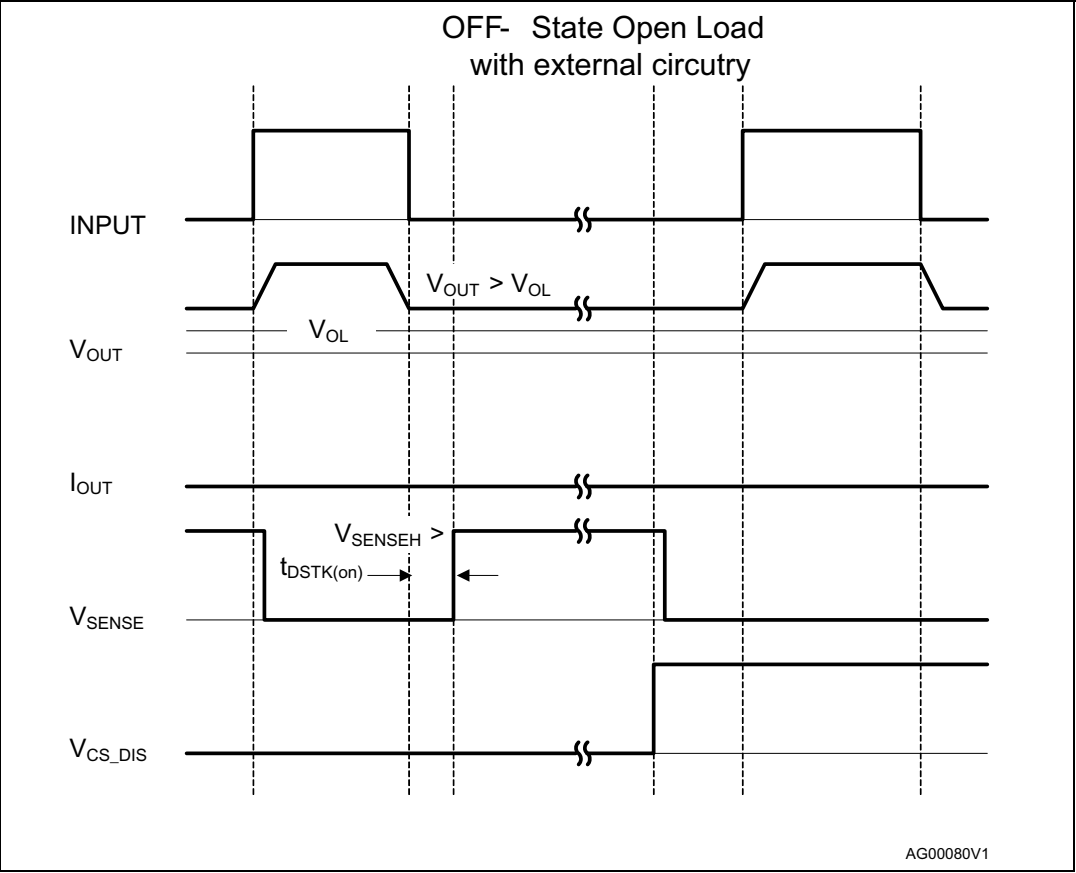 OFF- State Open Load
with external circutry
INPUT
VOUT > VOL
VOL
VOUT
IOUT
VSENSEH >
tDSTK(on)
VSENSE
VCS_DIS
AG00080V1